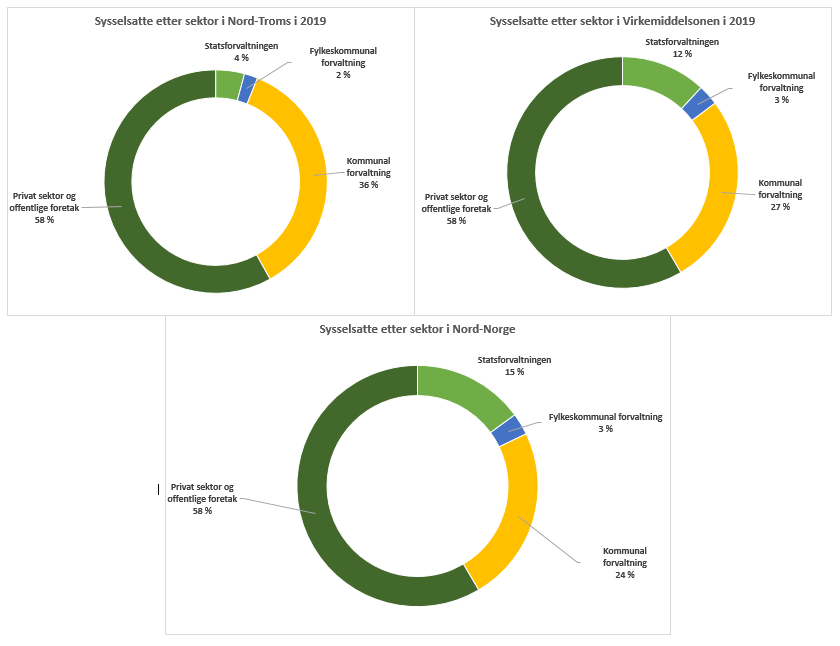 Sysselsatte etter sektor i Nord-Troms i 2019
Statsforvaltningen
4 %
Fylkeskommunal
forvaltning
2 %
Kommunal
forvaltning
36 %
Privat sektor og
offentlige foretak
58 %
Sysselsatte etter sektor i Virkemiddelsonen i 2019
Statsforvaltningen
12 %
Fylkeskommunal
forvaltning
3 %
Kommunal
forvaltning
27 %
Privat sektor og
offentlige foretak
58 %
Sysselsatte etter sektor i Nord-Norge
Statsforvaltningen
15 %
Fylkeskommunal forvaltning
3 %
Kommunal
forvaltning
24 %
Privat sektor og
offentlige foretak
58 %